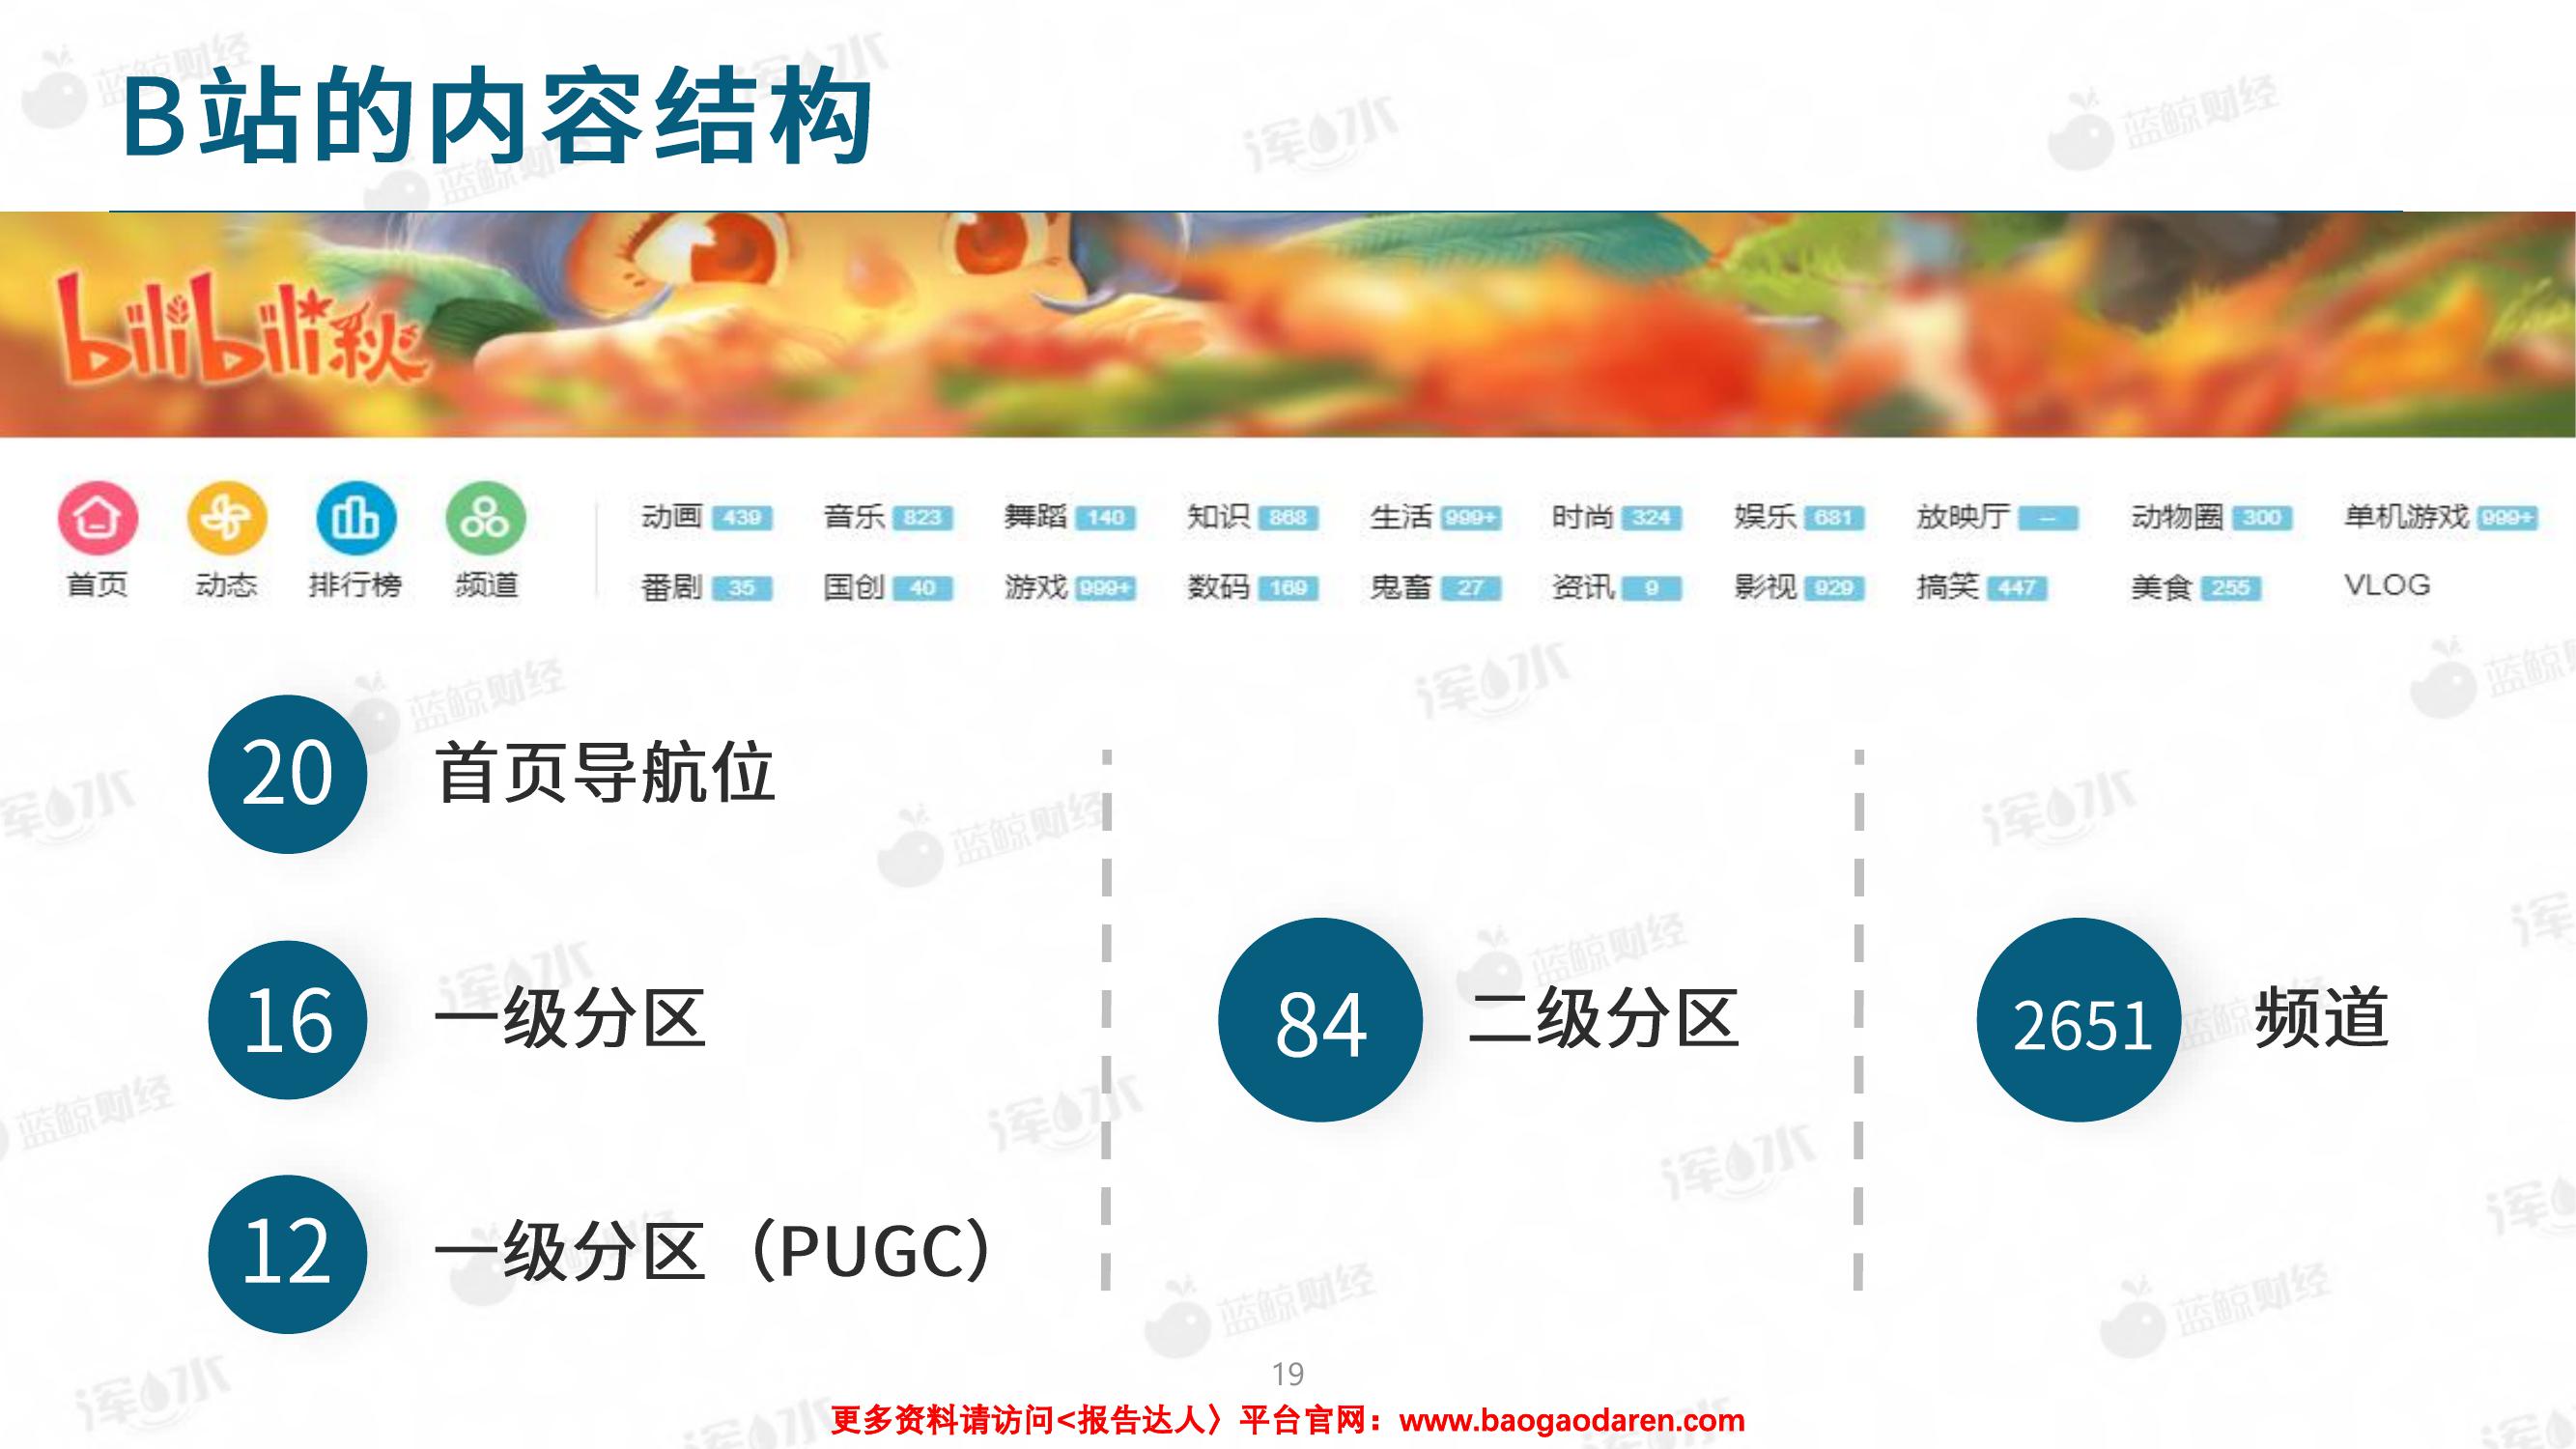 B站的内容结构
bilibili秋
首页 动态 排行榜 频道
动画 439 音乐 823 舞蹈 140 知识 868 生活 999+ 时尚 324 娱乐 681 放映厅 -- 动物圈 300 单机游戏 999+
番剧 35 国创 40 游戏 999+ 数码 169 鬼畜 27 资讯 9 影视 929 搞笑 447 美食 255 VLOG
20 首页导航位
16 一级分区
12 一级分区（PUGC）
84 二级分区
2651 频道
19
更多资料请访问<报告达人〉平台官网：www.baogaodaren.com
蓝鲸财经
浑水